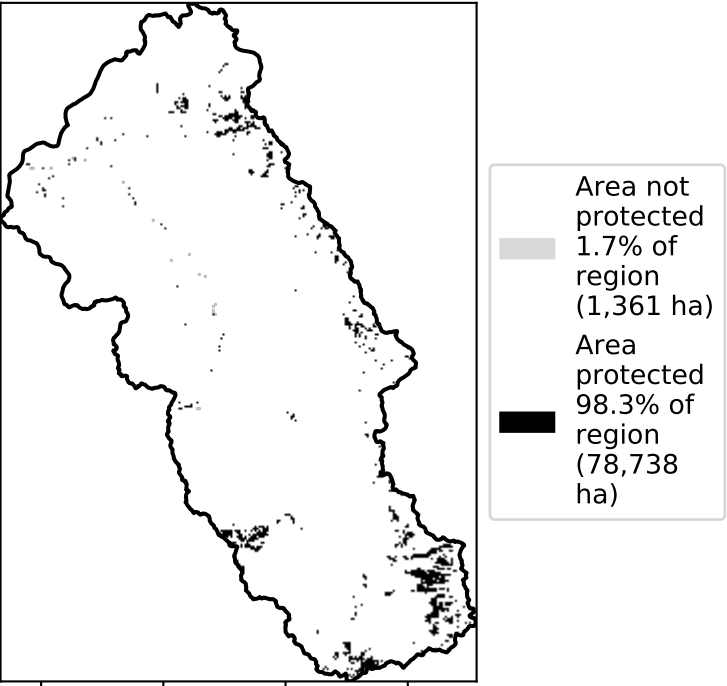 Area not
protected
1.7% of
region
(1,361 ha)
Area
protected
98.3% of
region
(78,738
ha)